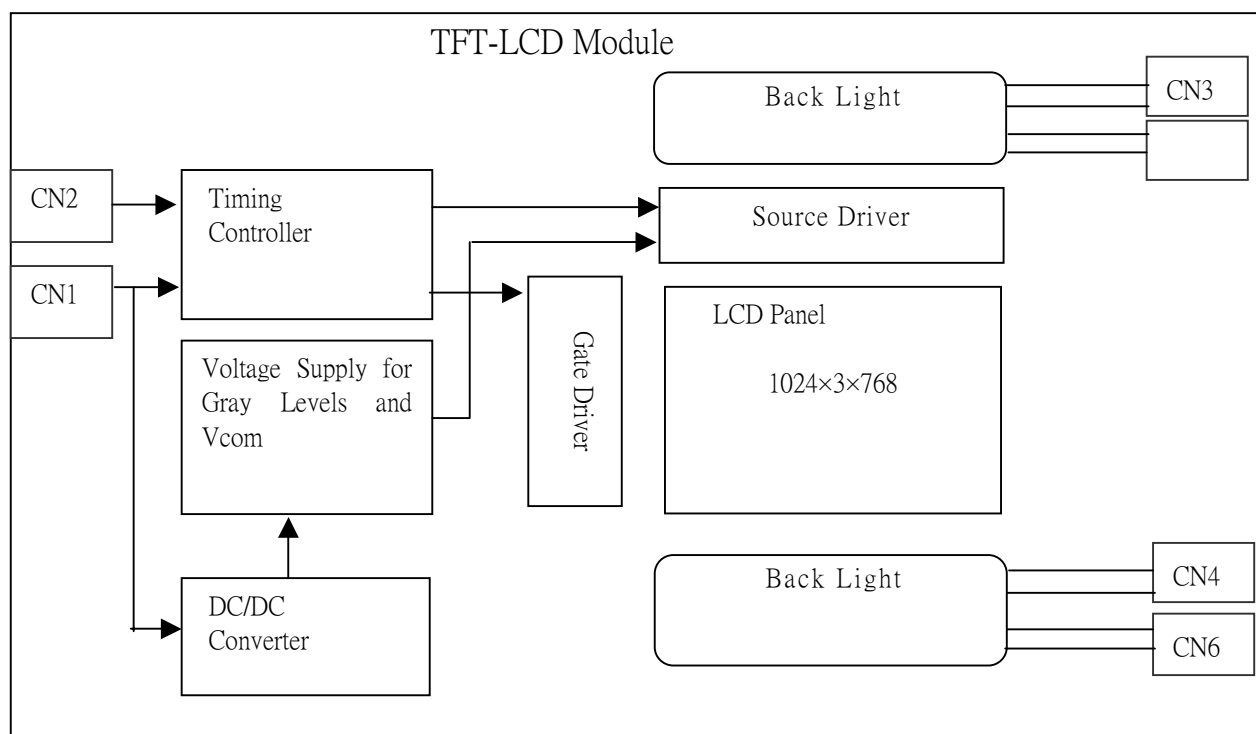 TFT-LCD Module
Back Light
CN3
CN2
Timing
Controller
Source Driver
CN1
LCD Panel
1024×3×768
Gate Driver
Voltage Supply for
Gray Levels and
Vcom
Back Light
CN4
DC/DC
Converter
CN6